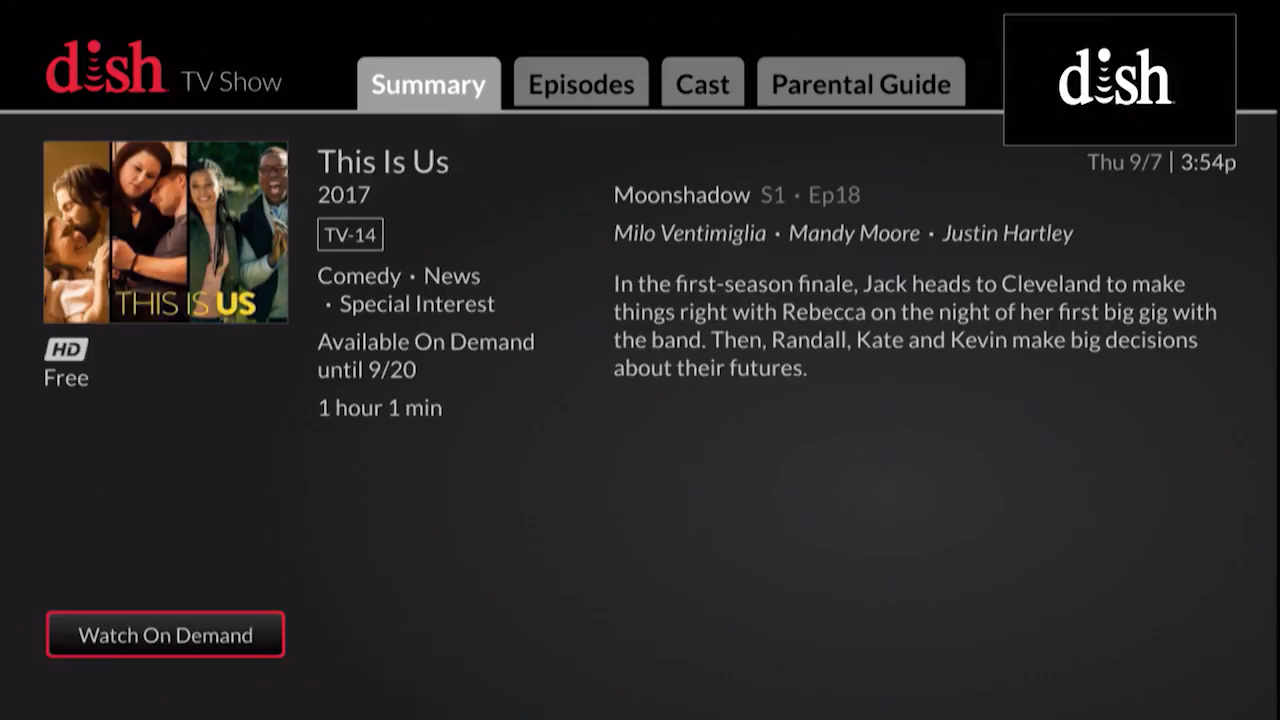 dish TV Show
Summary
Episodes
Cast
Parental Guide
dish
Thu 9/7 | 3:54p
THIS IS US
HD
Free
This Is Us
2017
TV-14
Comedy · News
· Special Interest
Available On Demand
until 9/20
1 hour 1 min
Moonshadow S1 · Ep18
Milo Ventimiglia · Mandy Moore · Justin Hartley
In the first-season finale, Jack heads to Cleveland to make
things right with Rebecca on the night of her first big gig with
the band. Then, Randall, Kate and Kevin make big decisions
about their futures.
Watch On Demand